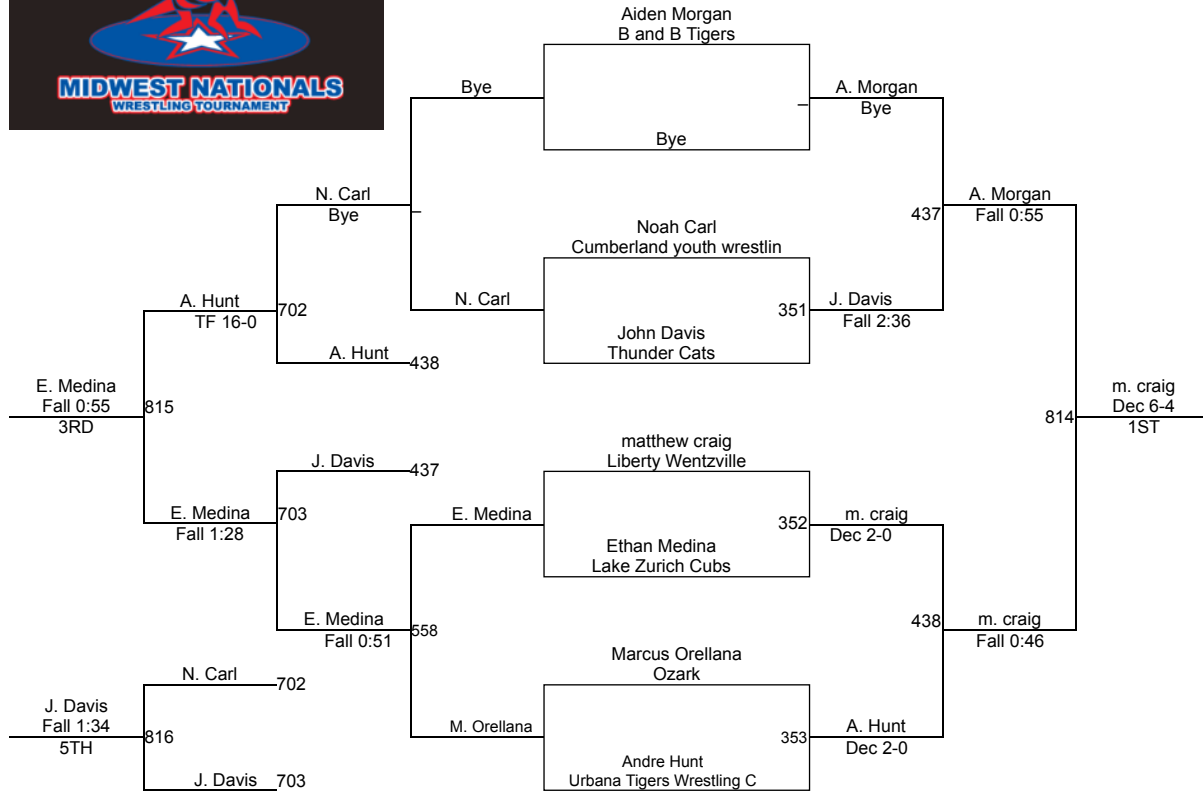 MIDWEST NATIONALS
WRESTLING TOURNAMENT
Aiden Morgan
B and B Tigers
Bye
Bye
A. Morgan
Bye
N. Carl
Bye
Noah Carl
Cumberland youth wrestlin
437
A. Morgan
Fall 0:55
A. Hunt
TF 16-0
702
N. Carl
351
J. Davis
Fall 2:36
John Davis
Thunder Cats
A. Hunt
438
E. Medina
Fall 0:55
3RD
815
814
m. craig
Dec 6-4
1ST
J. Davis
437
matthew craig
Liberty Wentzville
E. Medina
Fall 1:28
703
E. Medina
352
m. craig
Dec 2-0
Ethan Medina
Lake Zurich Cubs
E. Medina
Fall 0:51
558
438
m. craig
Fall 0:46
Marcus Orellana
Ozark
N. Carl
702
J. Davis
Fall 1:34
5TH
816
M. Orellana
353
A. Hunt
Dec 2-0
Andre Hunt
Urbana Tigers Wrestling C
J. Davis
703